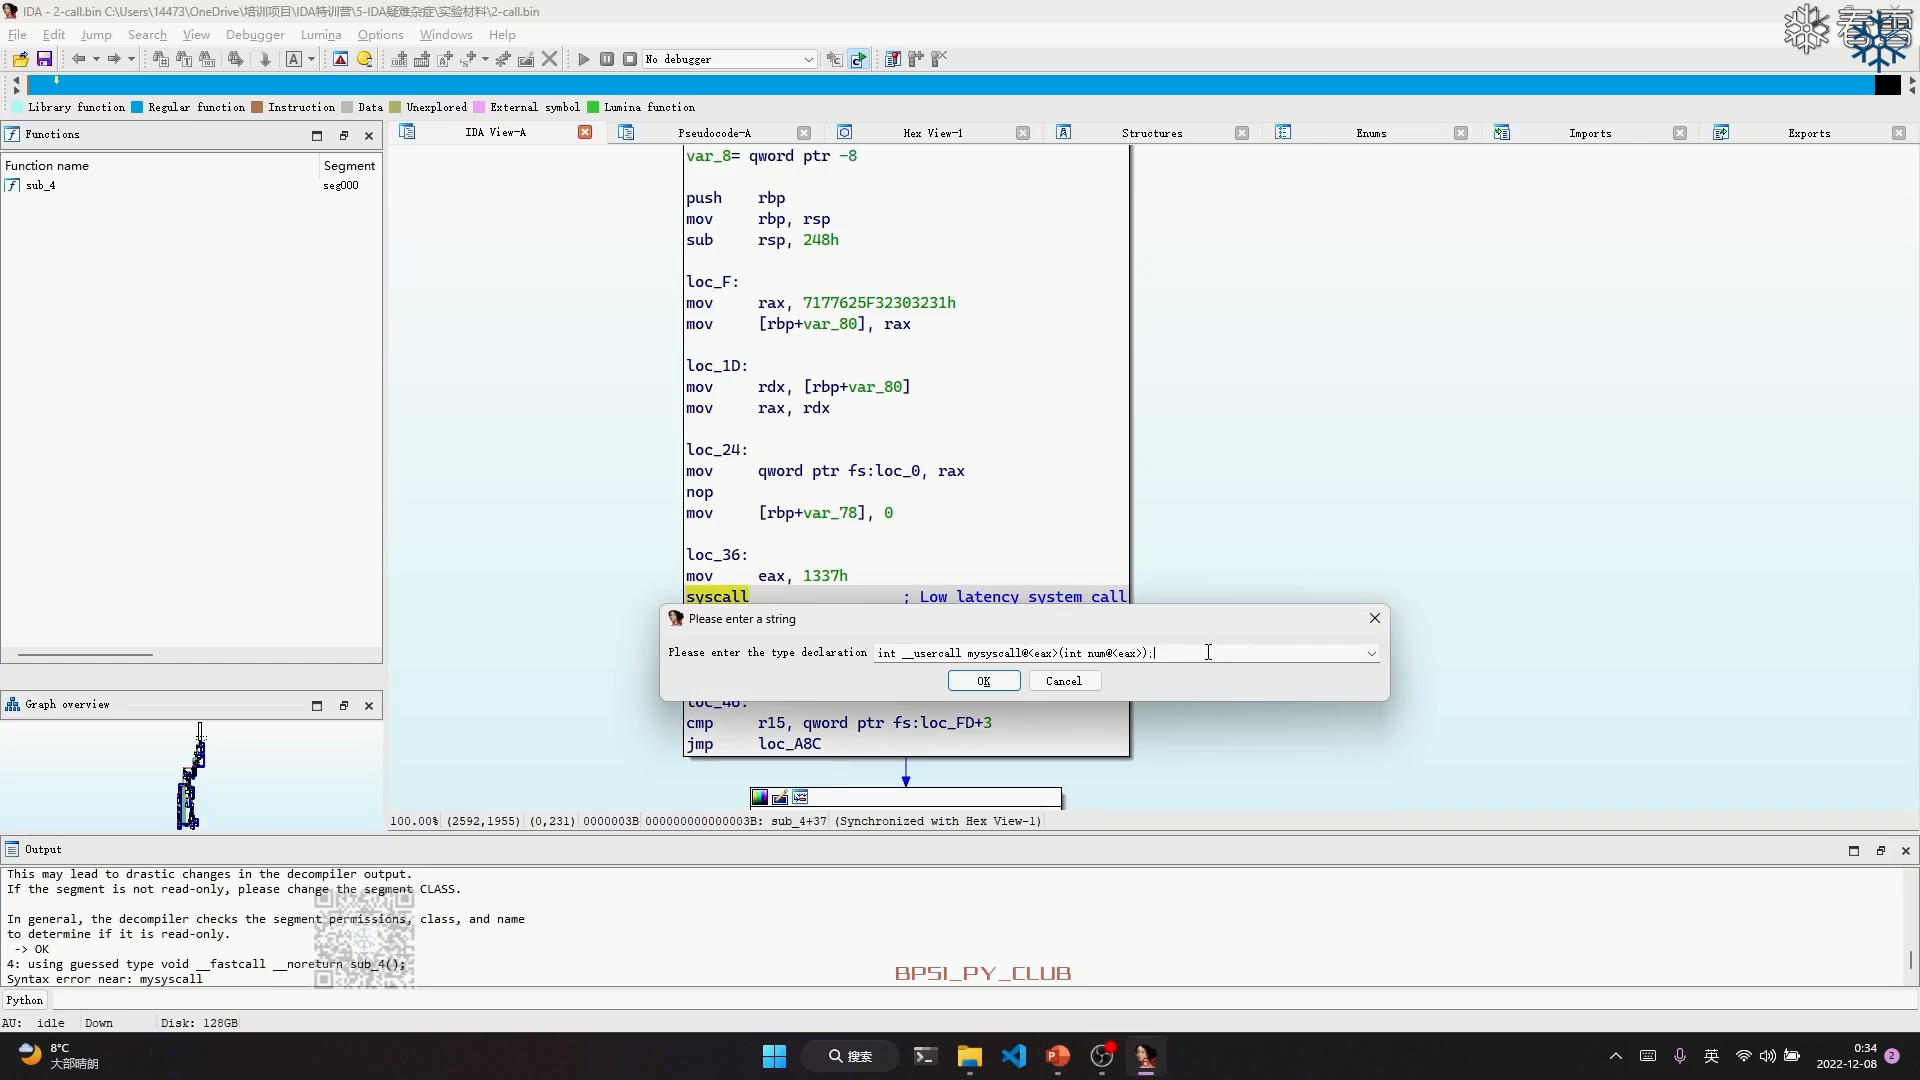 IDA - 2-call.bin C:\Users\14473\OneDrive\培训项目\IDA特训营\5-IDA疑难杂症\实验材料\2-call.bin
看雪
File Edit Jump Search View Debugger Lumina Options Windows Help
No debugger
Library function Regular function Instruction Data Unexplored External symbol Lumina function
Functions
Function name Segment
sub_4 seg000
IDA View-A Pseudocode-A Hex View-1 Structures Enums Imports Exports
var_8= qword ptr -8
push rbp
mov rbp, rsp
sub rsp, 248h
loc_F:
mov rax, 7177625F32303231h
mov [rbp+var_80], rax
loc_1D:
mov rdx, [rbp+var_80]
mov rax, rdx
loc_24:
mov qword ptr fs:loc_0, rax
nop
mov [rbp+var_78], 0
loc_36:
mov eax, 1337h
syscall ; Low latency system call
Please enter a string
Please enter the type declaration int __usercall mysyscall@<eax>(int num@<eax>);
OK Cancel
loc_46:
cmp r15, qword ptr fs:loc_FD+3
jmp loc_A8C
Graph overview
100.00% (2592,1955) (0,231) 0000003B 000000000000003B: sub_4+37 (Synchronized with Hex View-1)
Output
This may lead to drastic changes in the decompiler output.
If the segment is not read-only, please change the segment CLASS.
In general, the decompiler checks the segment permissions, class, and name
to determine if it is read-only.
-> OK
4: using guessed type void __fastcall __noreturn sub_4();
Syntax error near: mysyscall
BPSI_PY_CLUB
Python
AU: idle Down Disk: 128GB
8°C
大部晴朗
搜索
英
0:34
2022-12-08
2